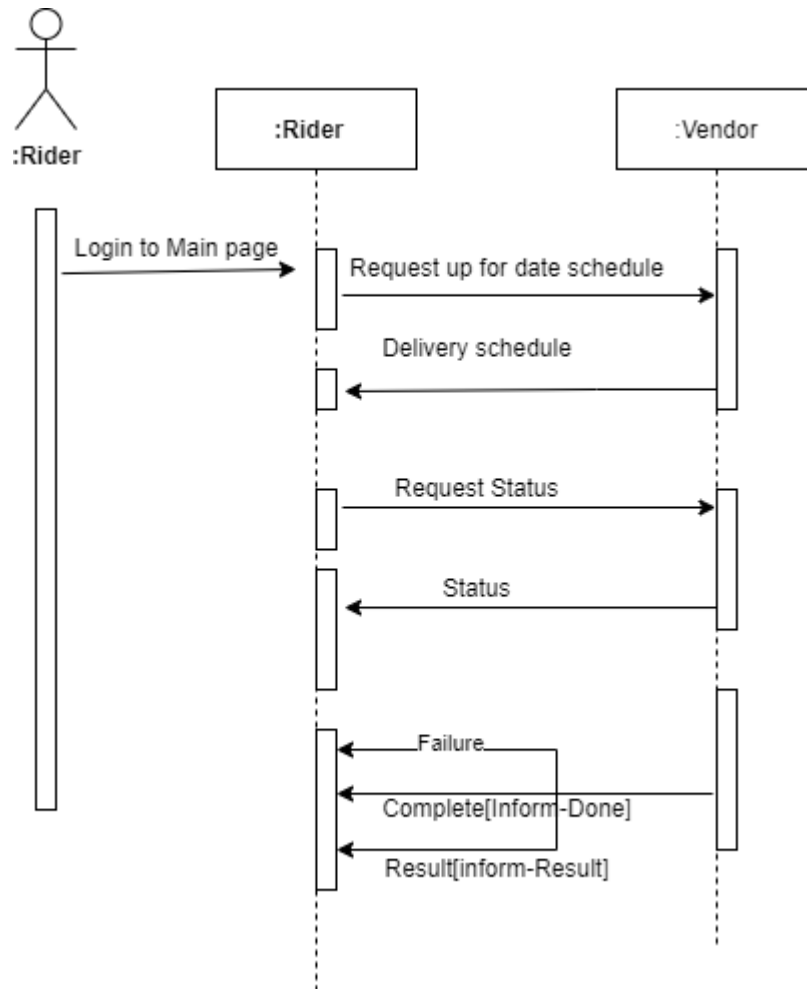 :Rider
:Rider
:Vendor
Login to Main page
Request up for date schedule
Delivery schedule
Request Status
Status
Failure
Complete[Inform-Done]
Result[inform-Result]